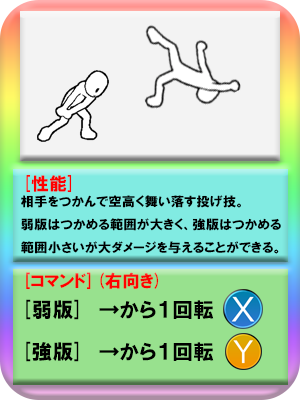 [性能]
相手をつかんで空高く舞い落す投げ技。
弱版はつかめる範囲が大きく、強版はつかめる
範囲小さいが大ダメージを与えることができる。
[コマンド] (右向き)
[弱版] →から1回転 X
[強版] →から1回転 Y